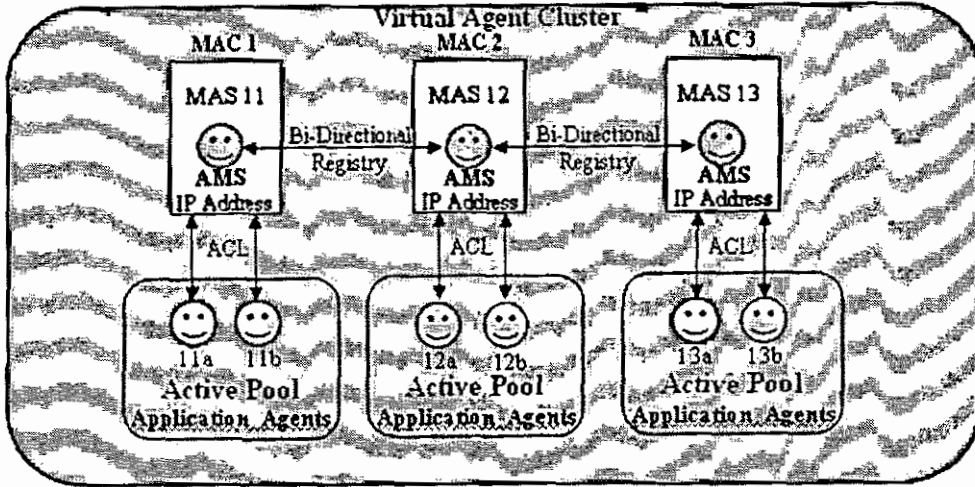 Virtual Agent Cluster
MAC 1
MAC 2
MAC 3
MAS 11
MAS 12
MAS 13
Bi-Directional
Registry
Bi-Directional
Registry
AMS
IP Address
AMS
IP Address
AMS
IP Address
ACL
ACL
ACL
11a 11b
12a 12b
13a 13b
Active Pool
Application Agents
Active Pool
Application Agents
Active Pool
Application Agents